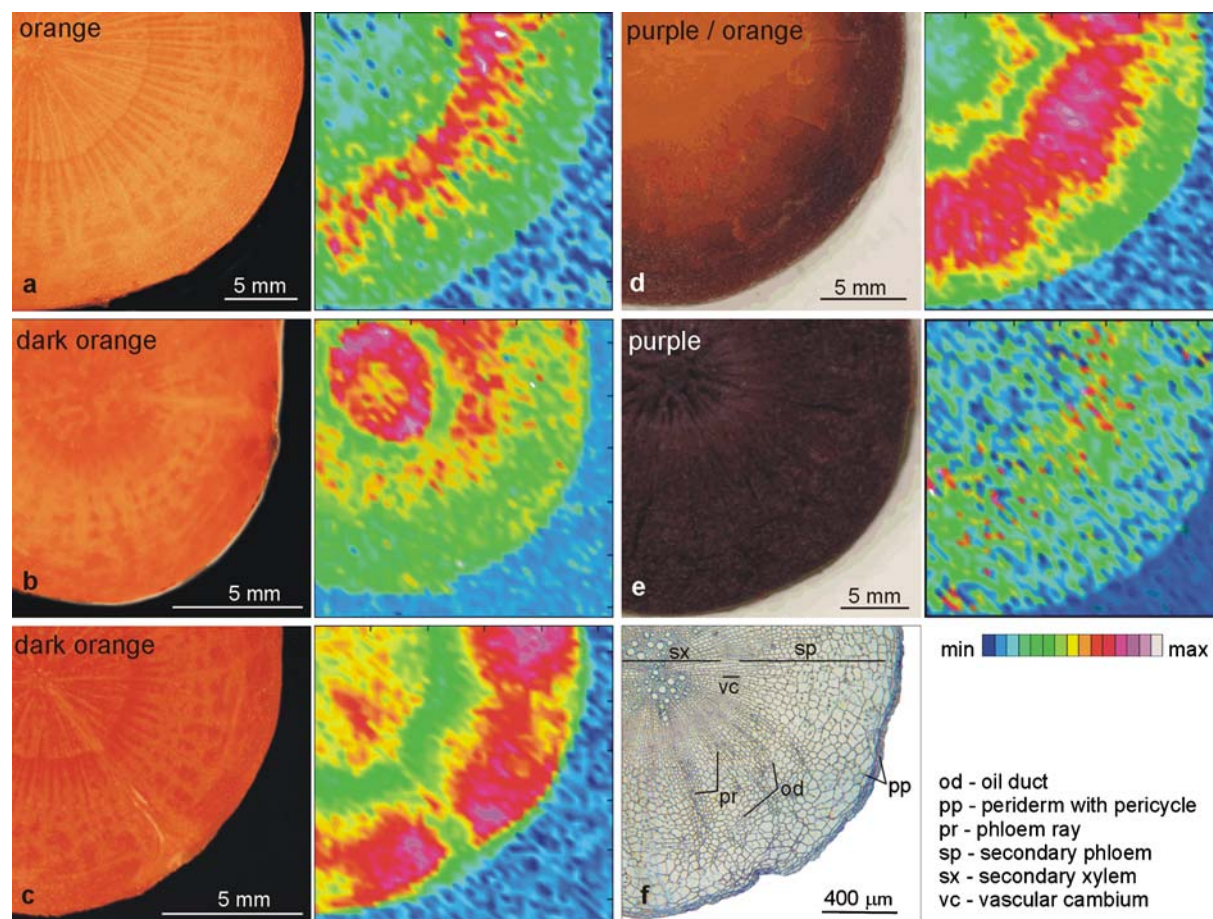 orange
a
5 mm
purple / orange
d
5 mm
dark orange
b
5 mm
purple
e
5 mm
dark orange
c
5 mm
sx
sp
vc
pr
od
pp
f
400 μm
min
max
od - oil duct
pp - periderm with pericycle
pr - phloem ray
sp - secondary phloem
sx - secondary xylem
vc - vascular cambium